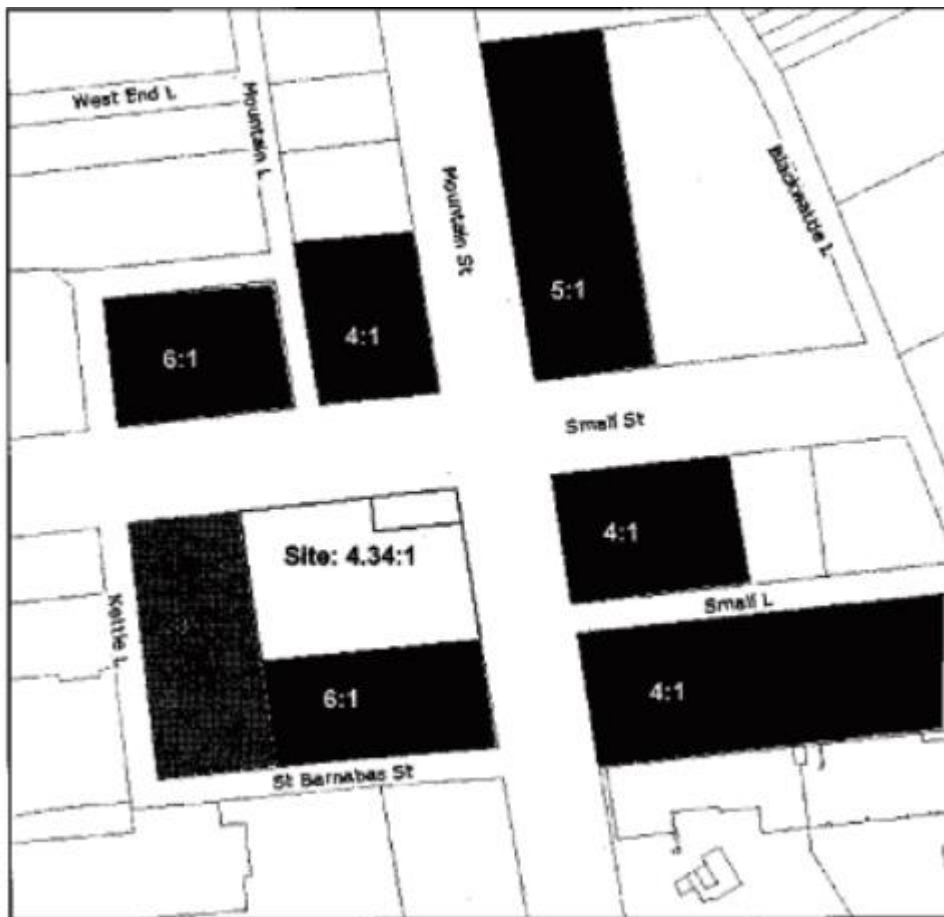 West End L
Mountain L
Mountain St
Blackwattle L
5:1
4:1
6:1
Small St
4:1
Site: 4.34:1
Small L
Kettle L
6:1
4:1
St Barnabas St